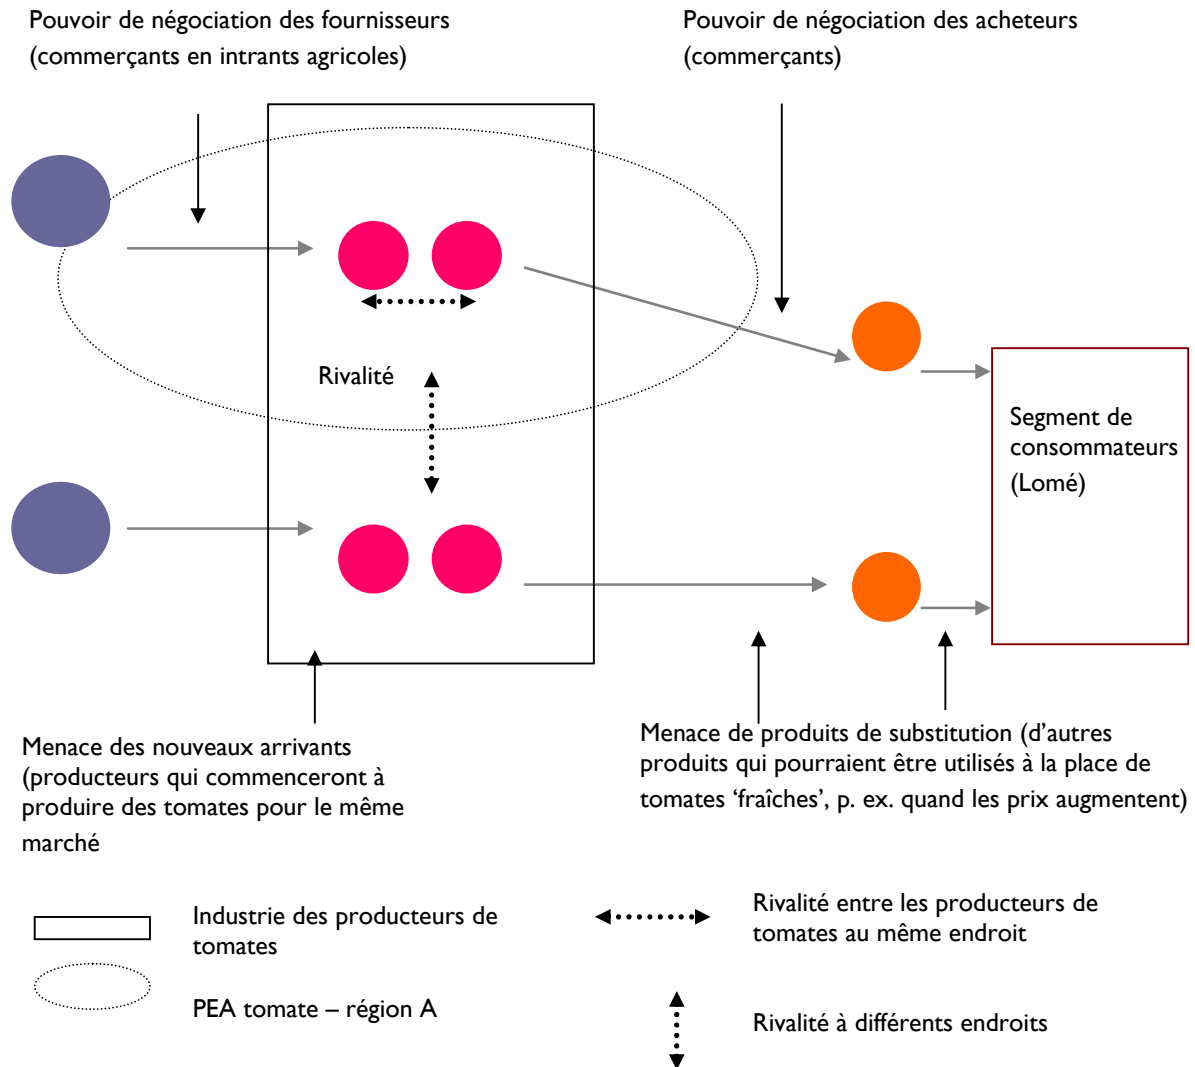 Pouvoir de négociation des fournisseurs
(commerçants en intrants agricoles)
Pouvoir de négociation des acheteurs
(commerçants)
Rivalité
Segment de
consommateurs
(Lomé)
Menace des nouveaux arrivants
(producteurs qui commenceront à
produire des tomates pour le même
marché
Menace de produits de substitution (d'autres
produits qui pourraient être utilisés à la place de
tomates ‘fraîches’, p. ex. quand les prix augmentent)
Industrie des producteurs de
tomates
PEA tomate – région A
Rivalité entre les producteurs de
tomates au même endroit
Rivalité à différents endroits